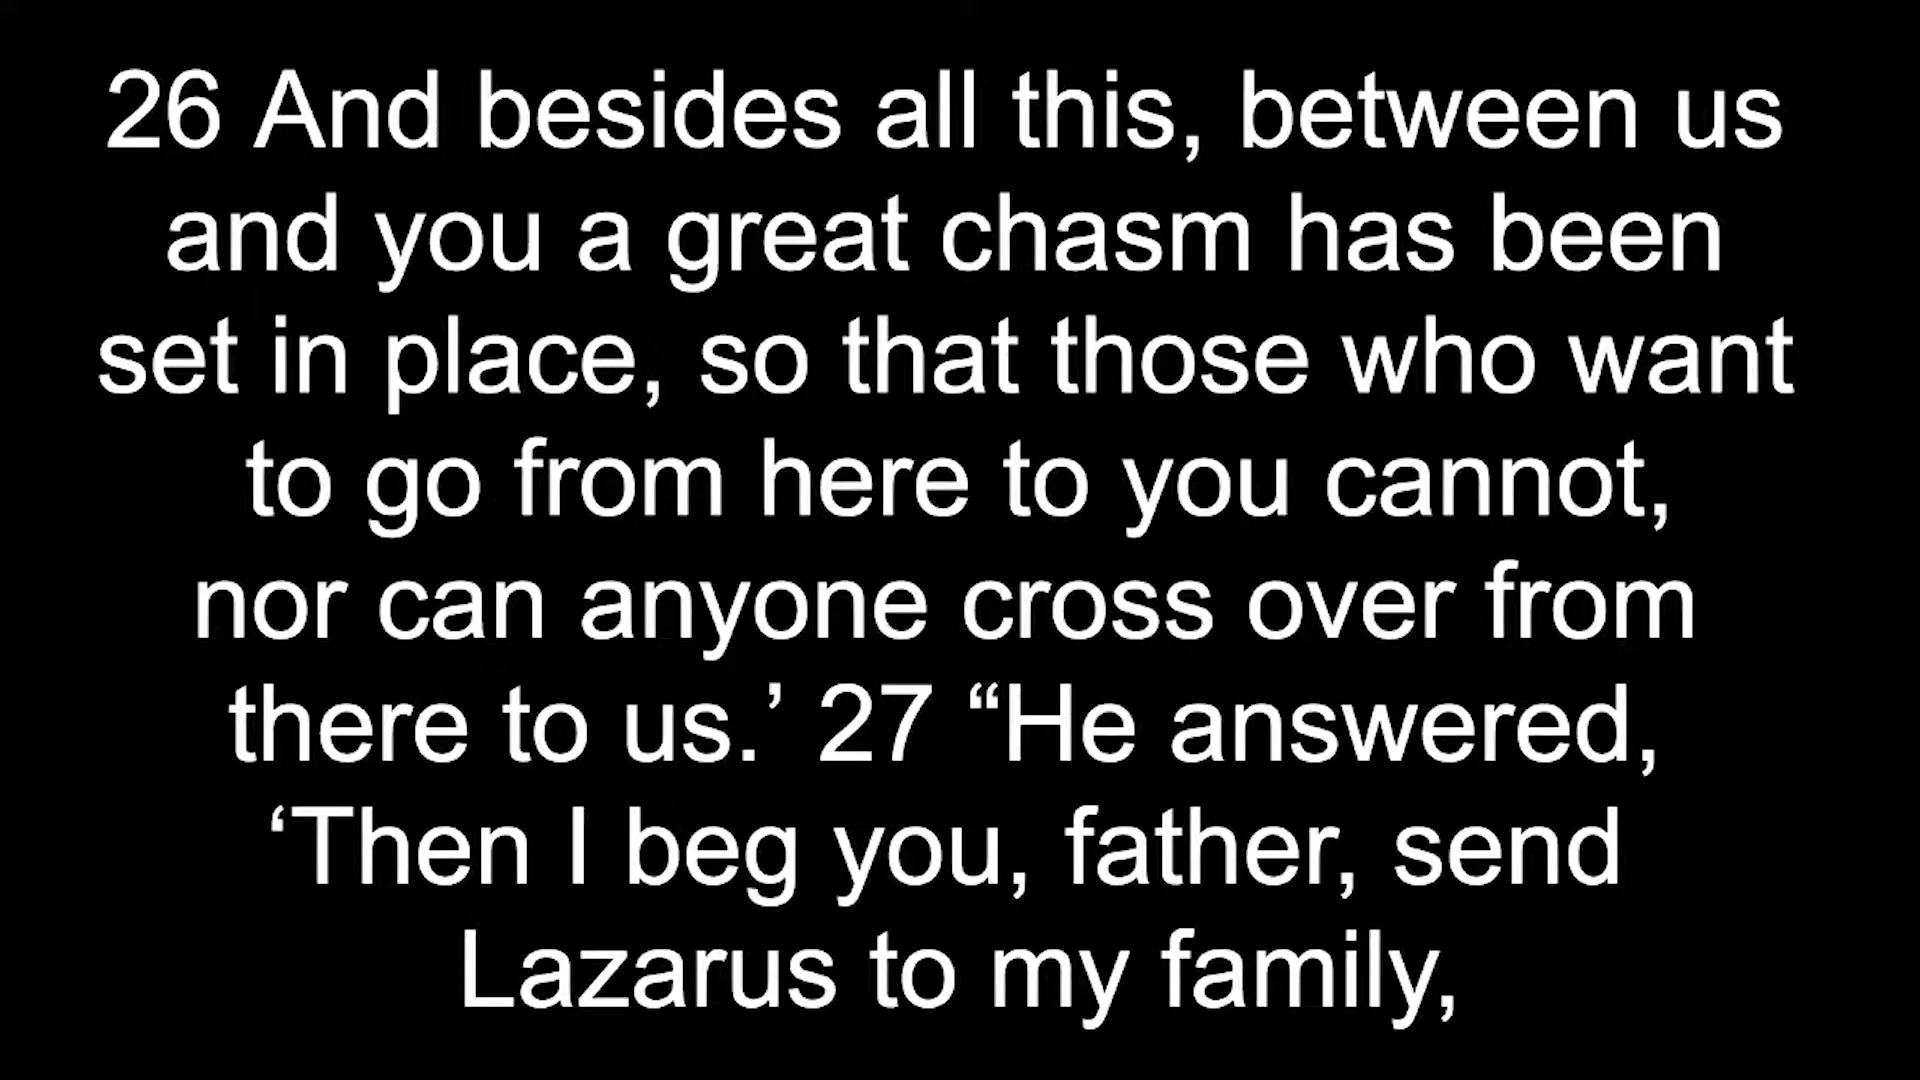 26 And besides all this, between us
and you a great chasm has been
set in place, so that those who want
to go from here to you cannot,
nor can anyone cross over from
there to us.’ 27 “He answered,
‘Then I beg you, father, send
Lazarus to my family,